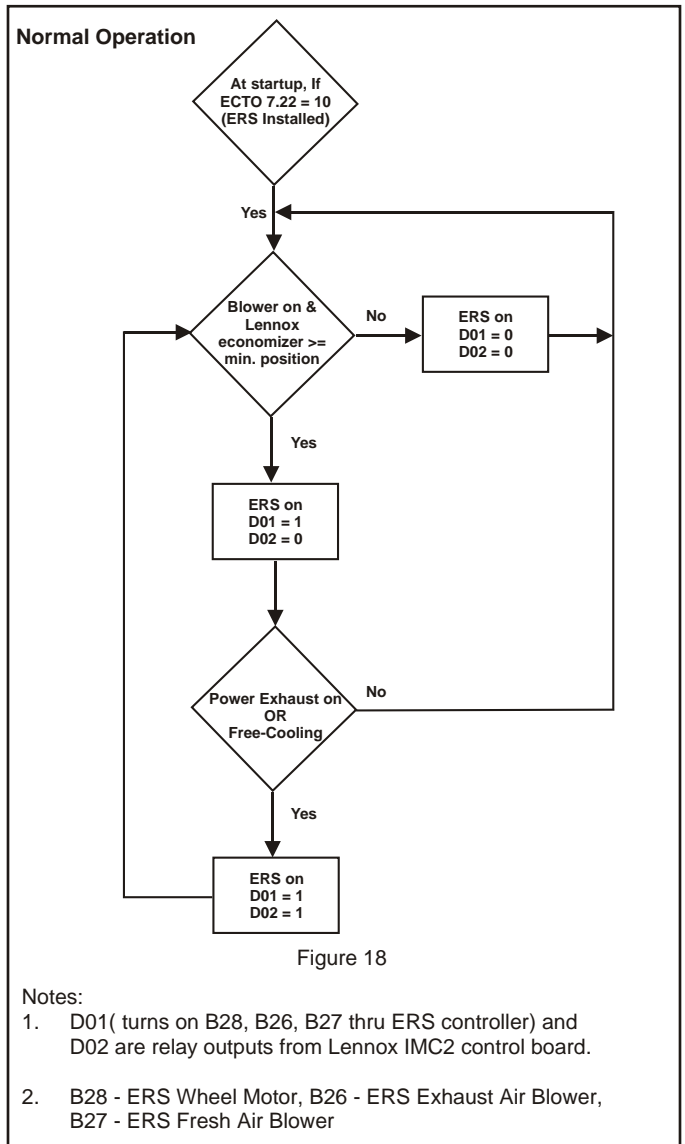 Normal Operation
At startup, If
ECTO 7.22 = 10
(ERS Installed)
Yes
Blower on &
Lennox
economizer >=
min. position
No
ERS on
D01 = 0
D02 = 0
Yes
ERS on
D01 = 1
D02 = 0
Power Exhaust on
OR
Free-Cooling
No
Yes
ERS on
D01 = 1
D02 = 1
Figure 18
Notes:
1. D01( turns on B28, B26, B27 thru ERS controller) and
D02 are relay outputs from Lennox IMC2 control board.
2. B28 - ERS Wheel Motor, B26 - ERS Exhaust Air Blower,
B27 - ERS Fresh Air Blower